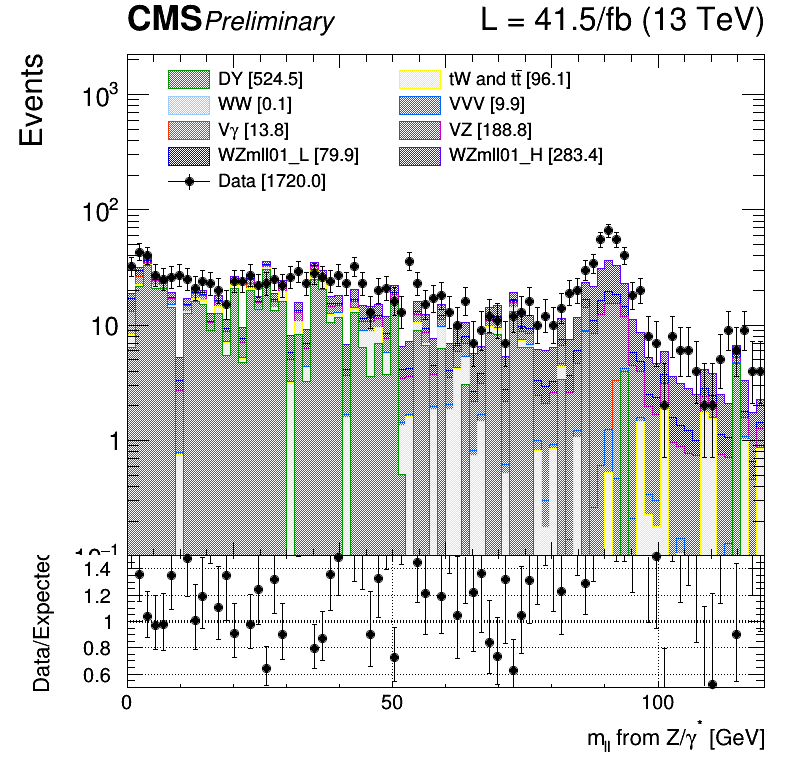 CMS Preliminary L = 41.5/fb (13 TeV)
Events
DY [524.5] tW and tt̄ [96.1]
WW [0.1] VVV [9.9]
Vγ [13.8] VZ [188.8]
WZmll01_L [79.9] WZmll01_H [283.4]
Data [1720.0]
10³
10²
10
1
10⁻¹
Data/Expected
1.4
1.2
1
0.8
0.6
0 50 100
m_ll from Z/γ* [GeV]